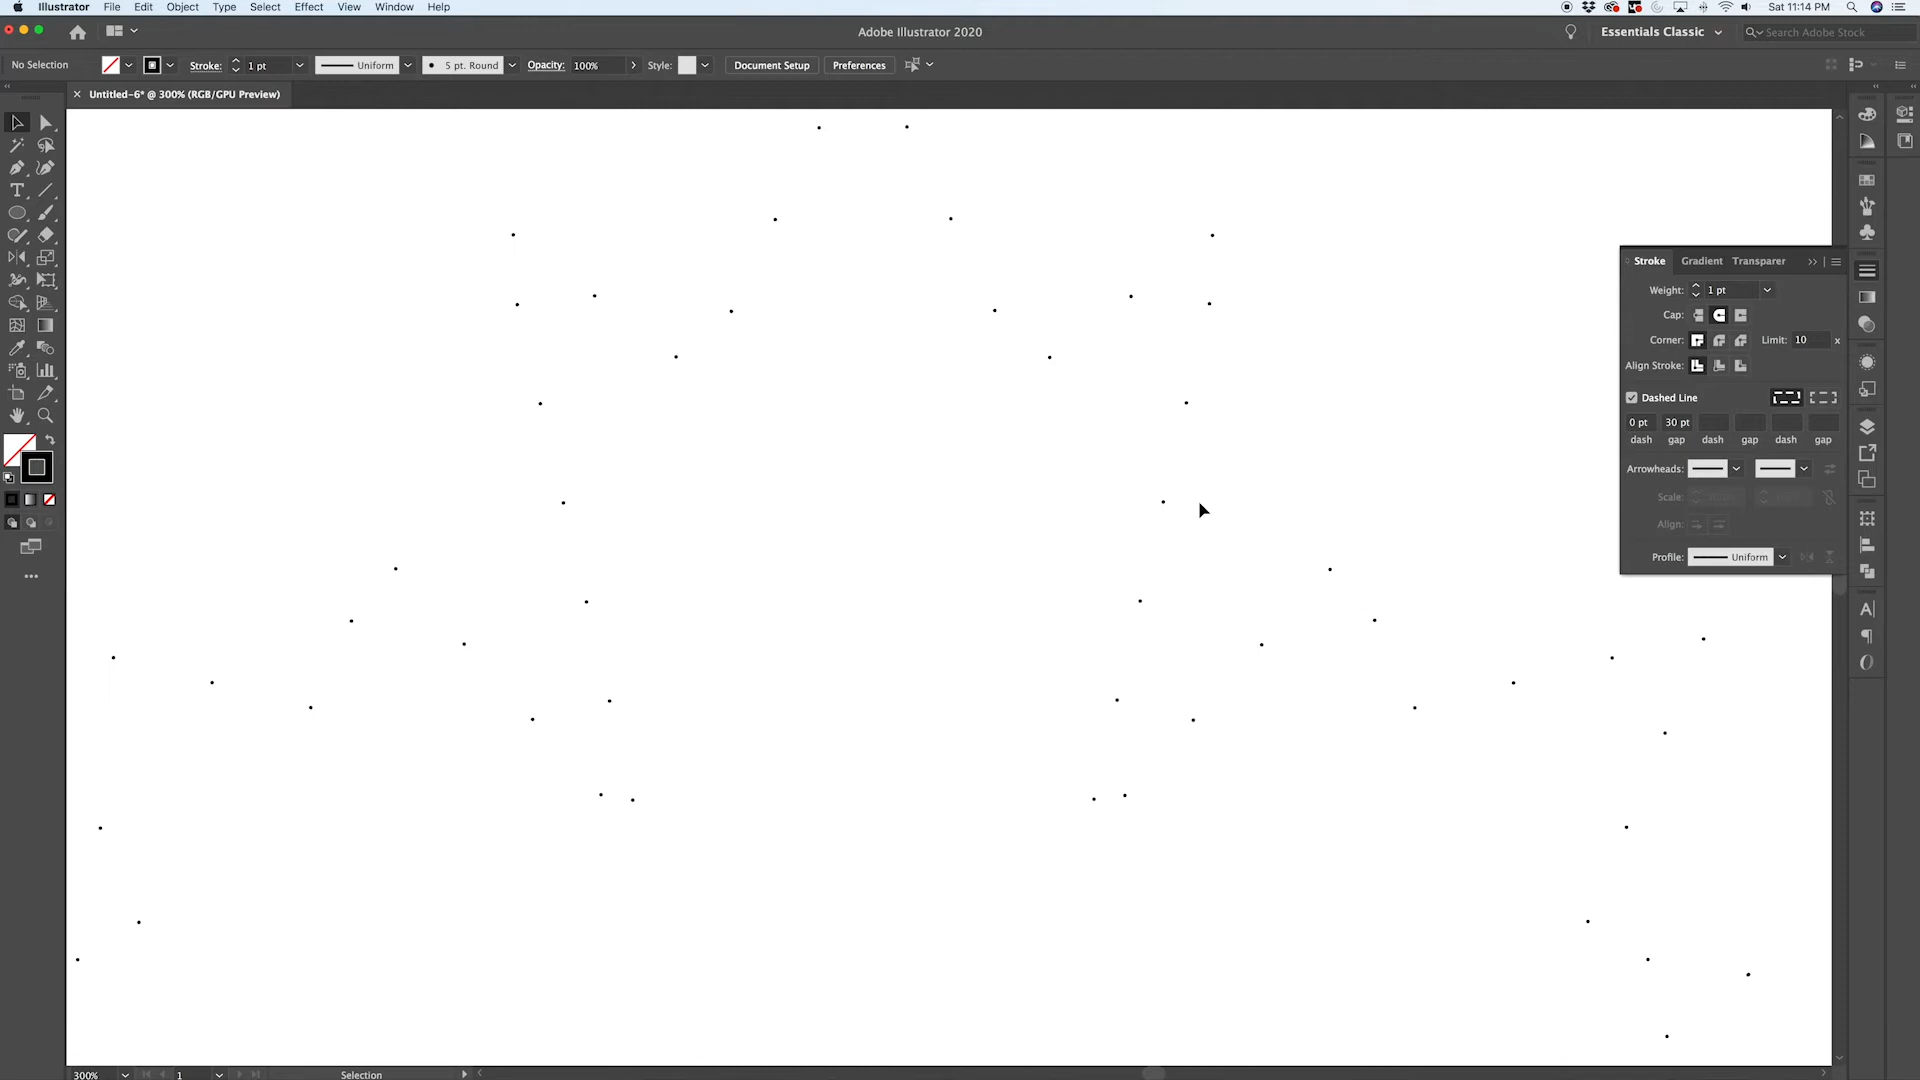 Illustrator File Edit Object Type Select Effect View Window Help Sat 11:14 PM
Adobe Illustrator 2020 Essentials Classic Search Adobe Stock
No Selection Stroke: 1 pt Uniform 5 pt. Round Opacity: 100% Style: Document Setup Preferences
Untitled-6* @ 300% (RGB/GPU Preview)
Stroke Gradient Transparer
Weight: 1 pt
Cap:
Corner: Limit: 10 x
Align Stroke:
Dashed Line
0 pt 30 pt
dash gap dash gap dash gap
Arrowheads:
Scale:
Align:
Profile: Uniform
300% 1 Selection